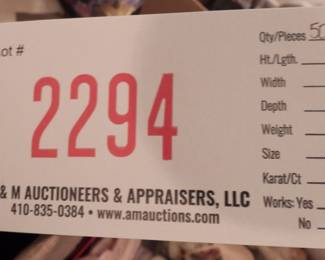 ot #
2294
& M AUCTIONEERS & APPRAISERS, LLC
410-835-0384 • www.amauctions.com
Qty/Pieces
Ht./Lgth.
Width
Depth
Weight
Size
Karat/Ct
Works: Yes
No